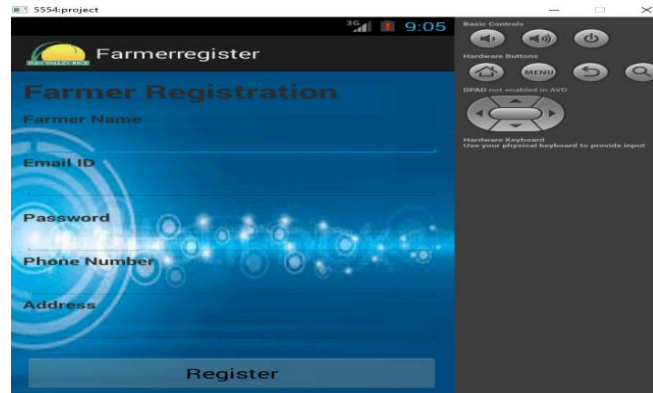 5554:project
3G 9:05
Farmerregister
Farmer Registration
Farmer Name
Email ID
Password
Phone Number
Address
Register
Basic Controls
Hardware Buttons
MENU
DPAD not enabled in AVD
Hardware Keyboard
Use your physical keyboard to provide input